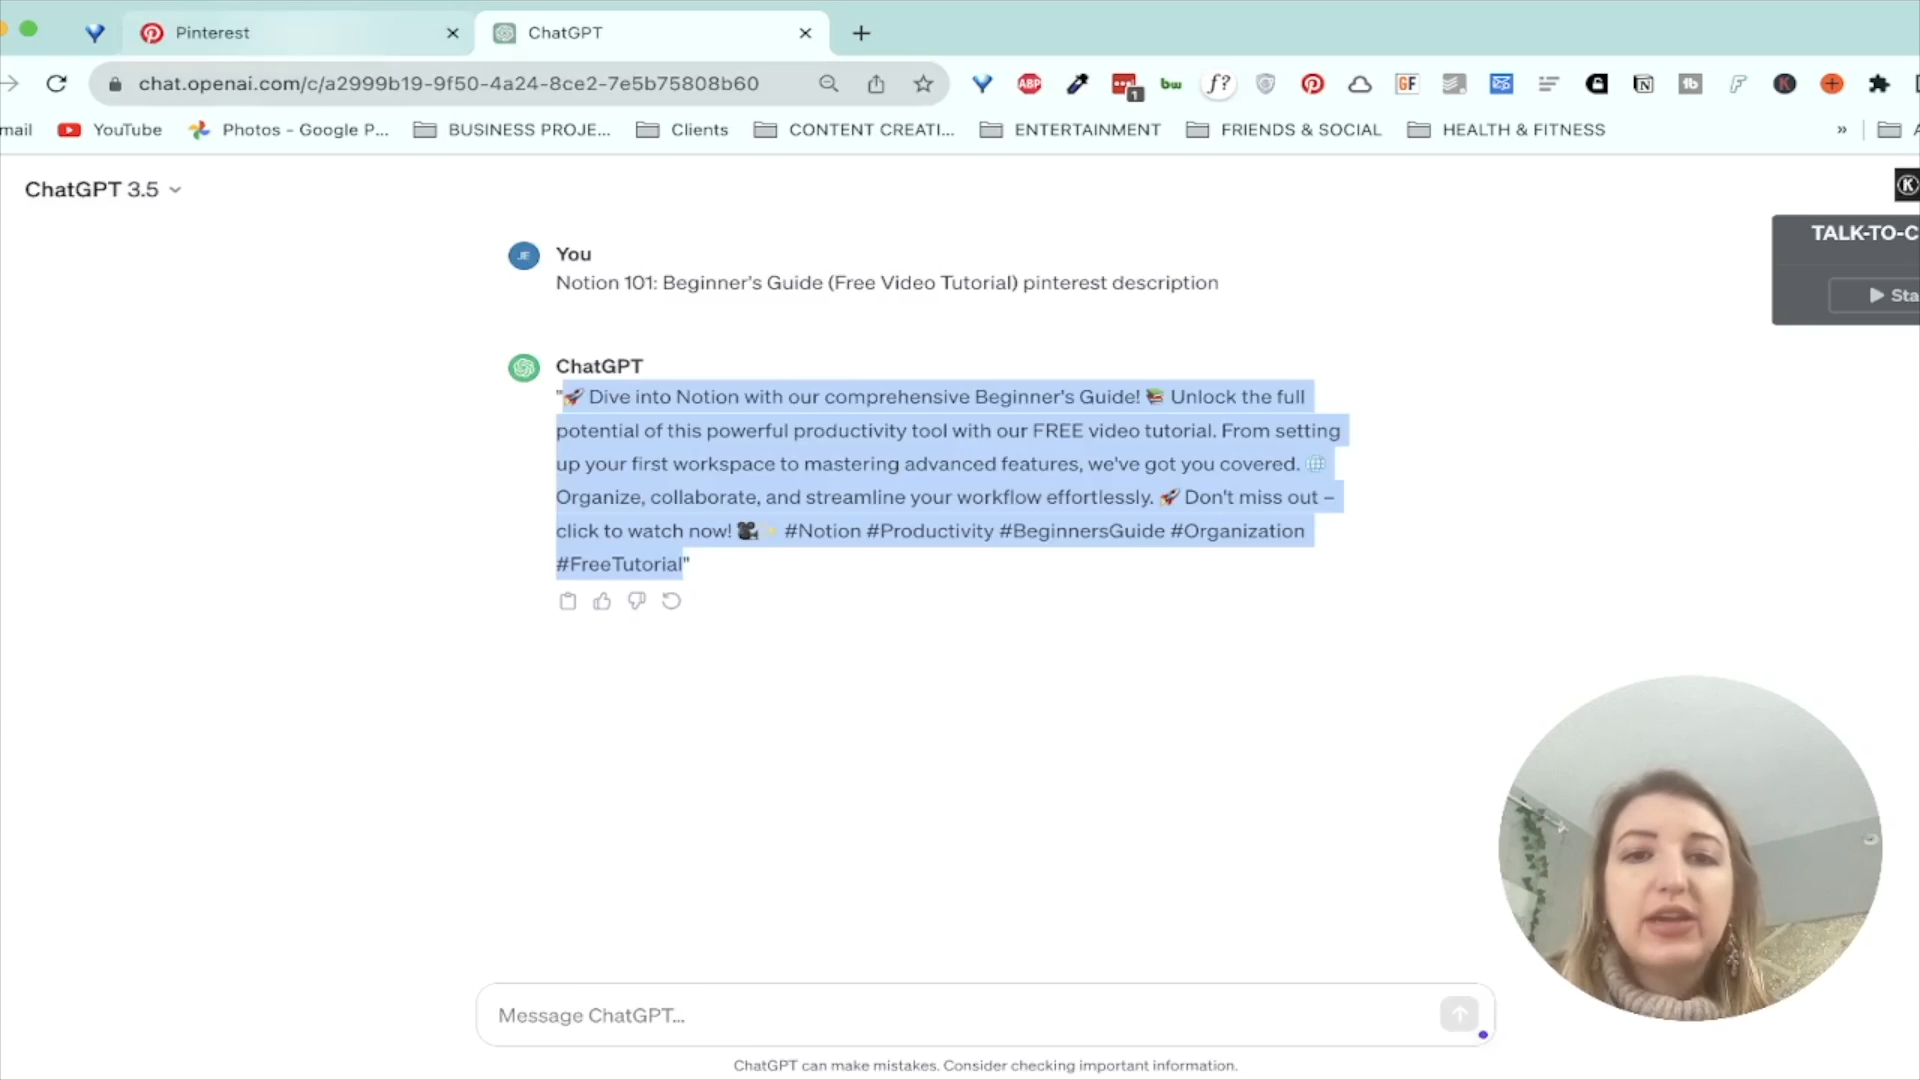 Pinterest
ChatGPT
chat.openai.com/c/a2999b19-9f50-4a24-8ce2-7e5b75808b60
ABP
1
bw
f?
GF
K
mail
YouTube
Photos - Google P...
BUSINESS PROJE...
Clients
CONTENT CREATI...
ENTERTAINMENT
FRIENDS & SOCIAL
HEALTH & FITNESS
»
ChatGPT 3.5
K
TALK-TO-C
Sta
JE
You
Notion 101: Beginner's Guide (Free Video Tutorial) pinterest description
ChatGPT
"🚀 Dive into Notion with our comprehensive Beginner's Guide! 📚 Unlock the full
potential of this powerful productivity tool with our FREE video tutorial. From setting
up your first workspace to mastering advanced features, we've got you covered. 🌐
Organize, collaborate, and streamline your workflow effortlessly. 🚀 Don't miss out –
click to watch now! 🎥✨ #Notion #Productivity #BeginnersGuide #Organization
#FreeTutorial"
Message ChatGPT...
ChatGPT can make mistakes. Consider checking important information.